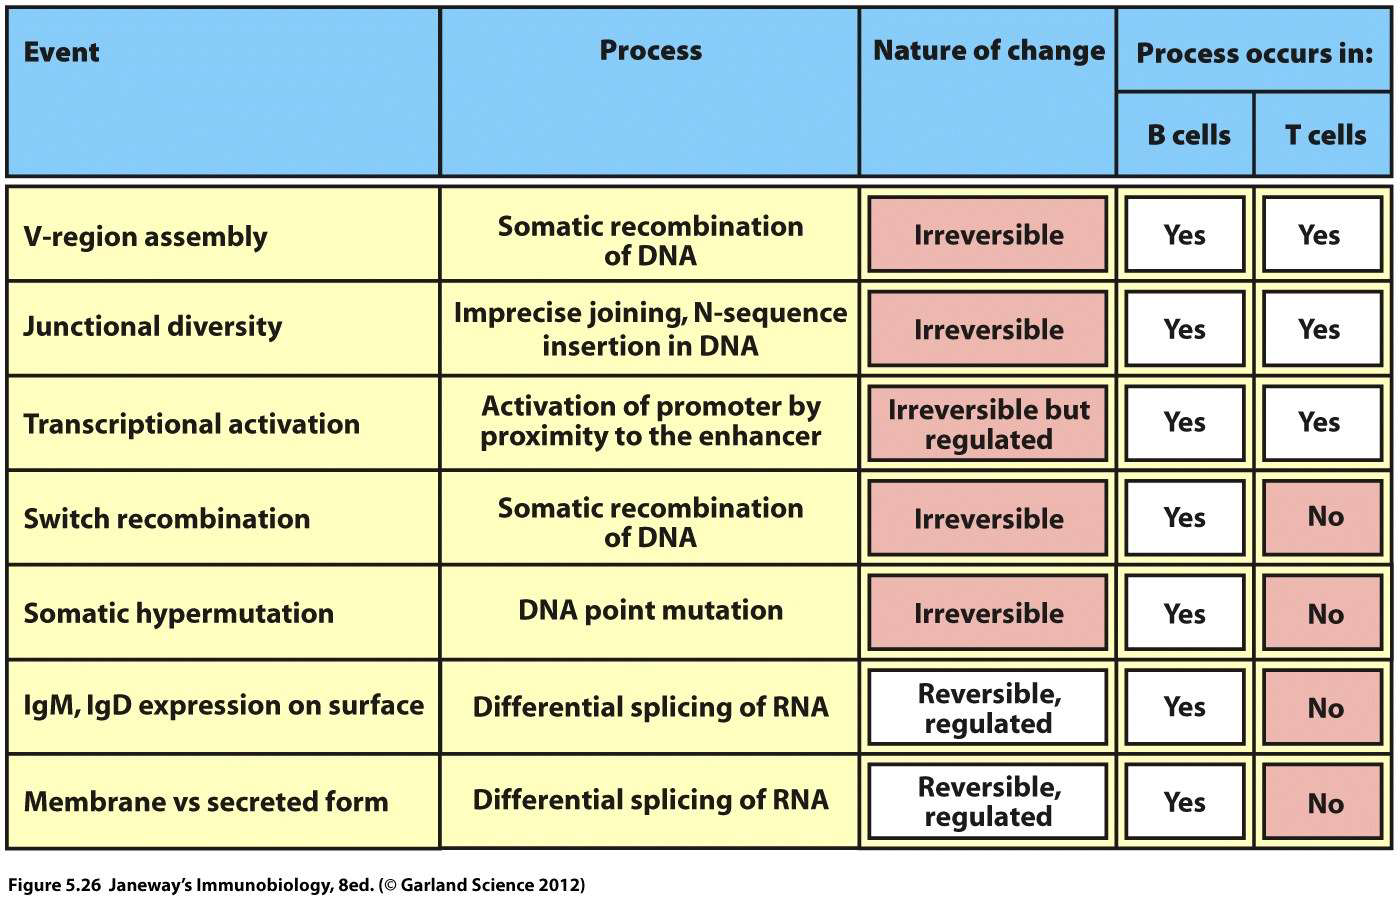 Event
Process
Nature of change
Process occurs in:
B cells
T cells
V-region assembly
Somatic recombination
of DNA
Irreversible
Yes
Yes
Junctional diversity
Imprecise joining, N-sequence
insertion in DNA
Irreversible
Yes
Yes
Transcriptional activation
Activation of promoter by
proximity to the enhancer
Irreversible but
regulated
Yes
Yes
Switch recombination
Somatic recombination
of DNA
Irreversible
Yes
No
Somatic hypermutation
DNA point mutation
Irreversible
Yes
No
IgM, IgD expression on surface
Differential splicing of RNA
Reversible,
regulated
Yes
No
Membrane vs secreted form
Differential splicing of RNA
Reversible,
regulated
Yes
No
Figure 5.26 Janeway's Immunobiology, 8ed. (© Garland Science 2012)